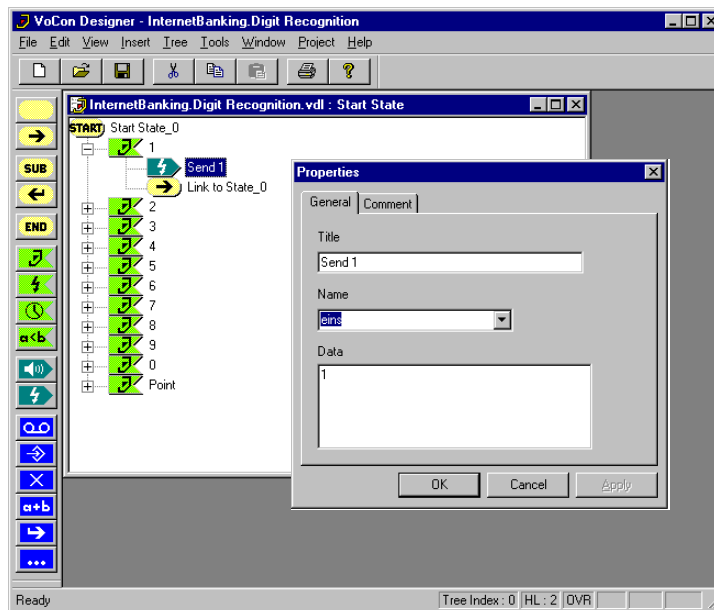 VoCon Designer - InternetBanking.Digit Recognition
File Edit View Insert Tree Tools Window Project Help
InternetBanking.Digit Recognition.vdl : Start State
START Start State_0
1
Send 1
Link to State_0
2
3
4
5
6
7
8
9
0
Point
SUB
END
a<b
a+b
...
Properties
General Comment
Title
Send 1
Name
eins
Data
1
OK Cancel Apply
Ready Tree Index : 0 HL : 2 OVR